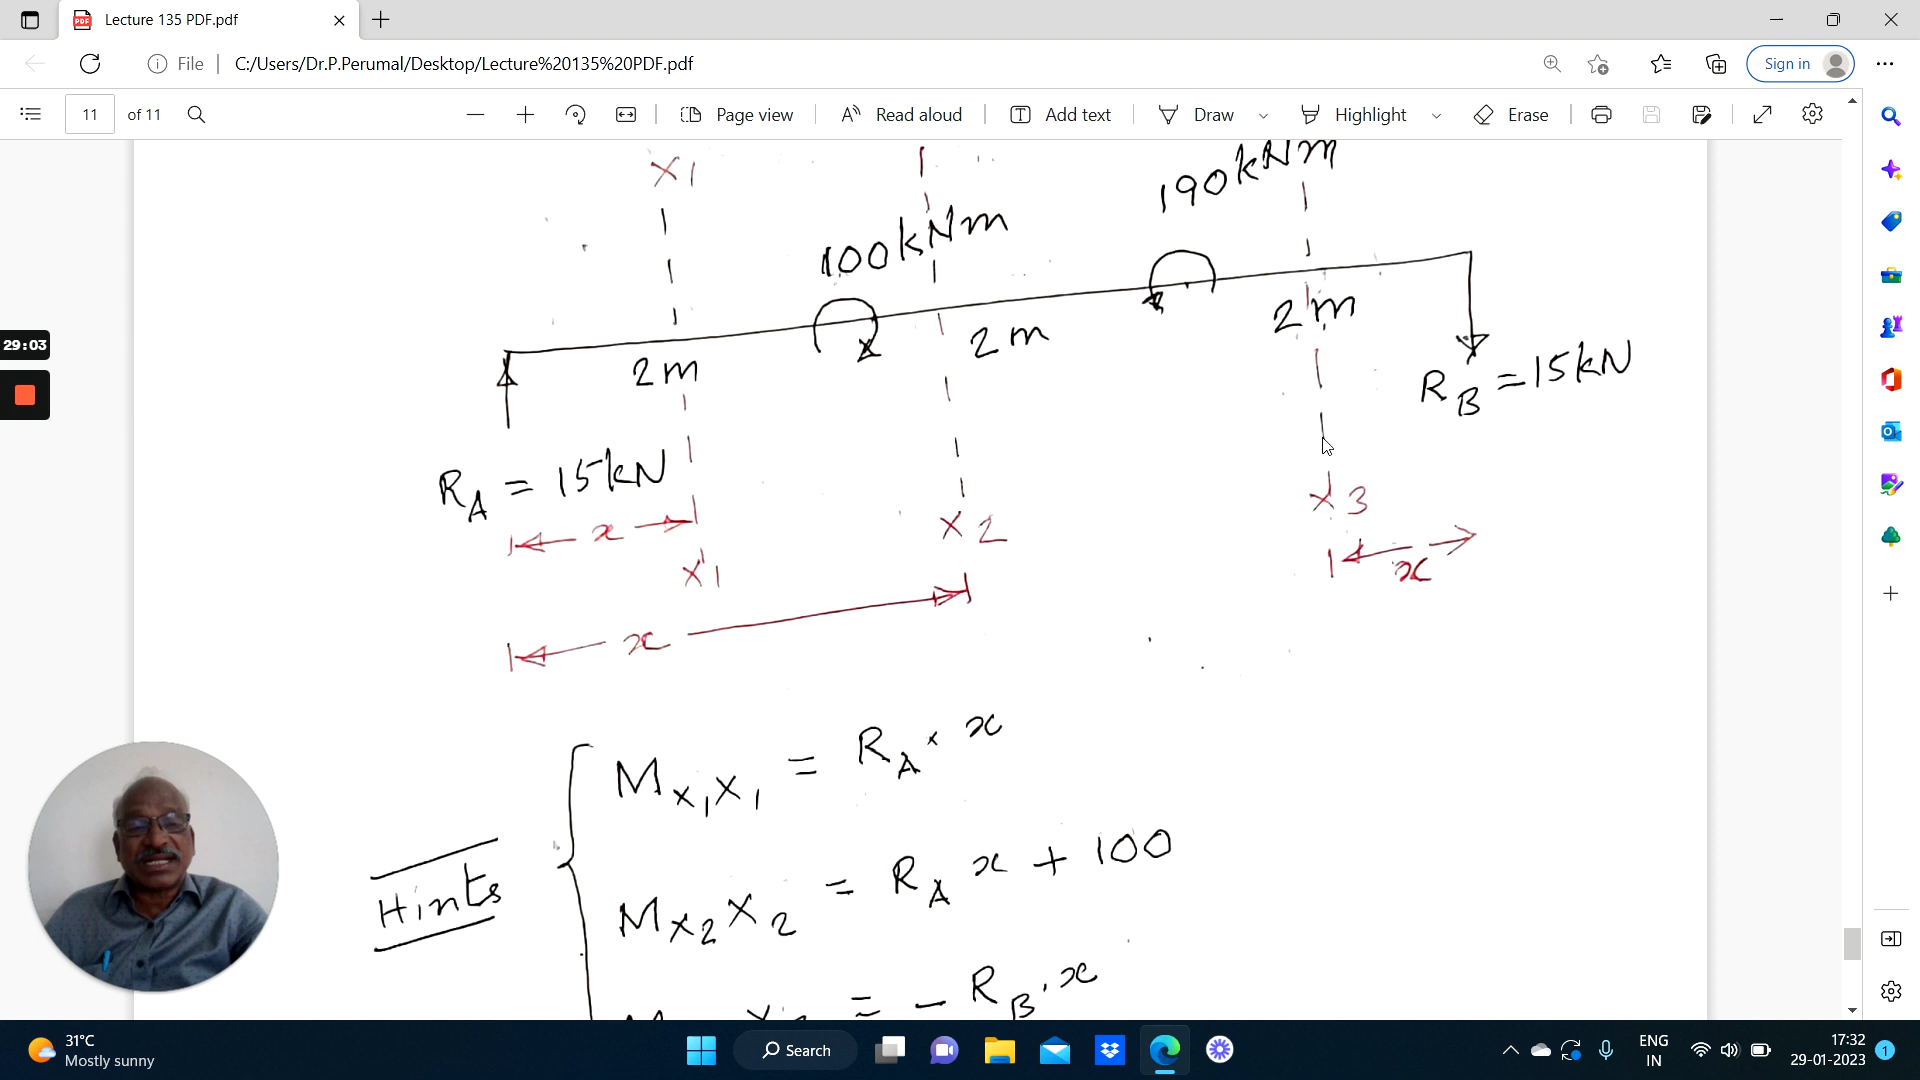 Lecture 135 PDF.pdf
File
C:/Users/Dr.P.Perumal/Desktop/Lecture%20135%20PDF.pdf
Sign in
11 of 11
Page view
Read aloud
Add text
Draw
Highlight
Erase
X1
190kNm
100kNm
2m
2m
2m
29:03
RB = 15kN
RA = 15kN
x
X1
X2
X3
x
x
Hints
MX1X1 = RA × x
MX2X2 = RA x + 100
= - RB . x
31°C
Mostly sunny
Search
ENG
IN
17:32
29-01-2023
1